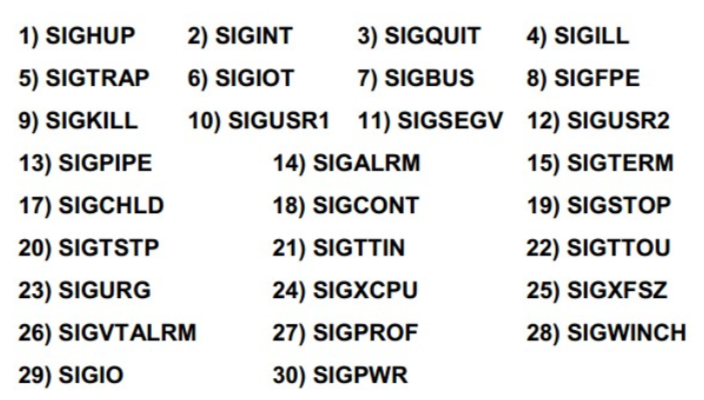 1) SIGHUP 2) SIGINT 3) SIGQUIT 4) SIGILL
5) SIGTRAP 6) SIGIOT 7) SIGBUS 8) SIGFPE
9) SIGKILL 10) SIGUSR1 11) SIGSEGV 12) SIGUSR2
13) SIGPIPE 14) SIGALRM 15) SIGTERM
17) SIGCHLD 18) SIGCONT 19) SIGSTOP
20) SIGTSTP 21) SIGTTIN 22) SIGTTOU
23) SIGURG 24) SIGXCPU 25) SIGXFSZ
26) SIGVTALRM 27) SIGPROF 28) SIGWINCH
29) SIGIO 30) SIGPWR